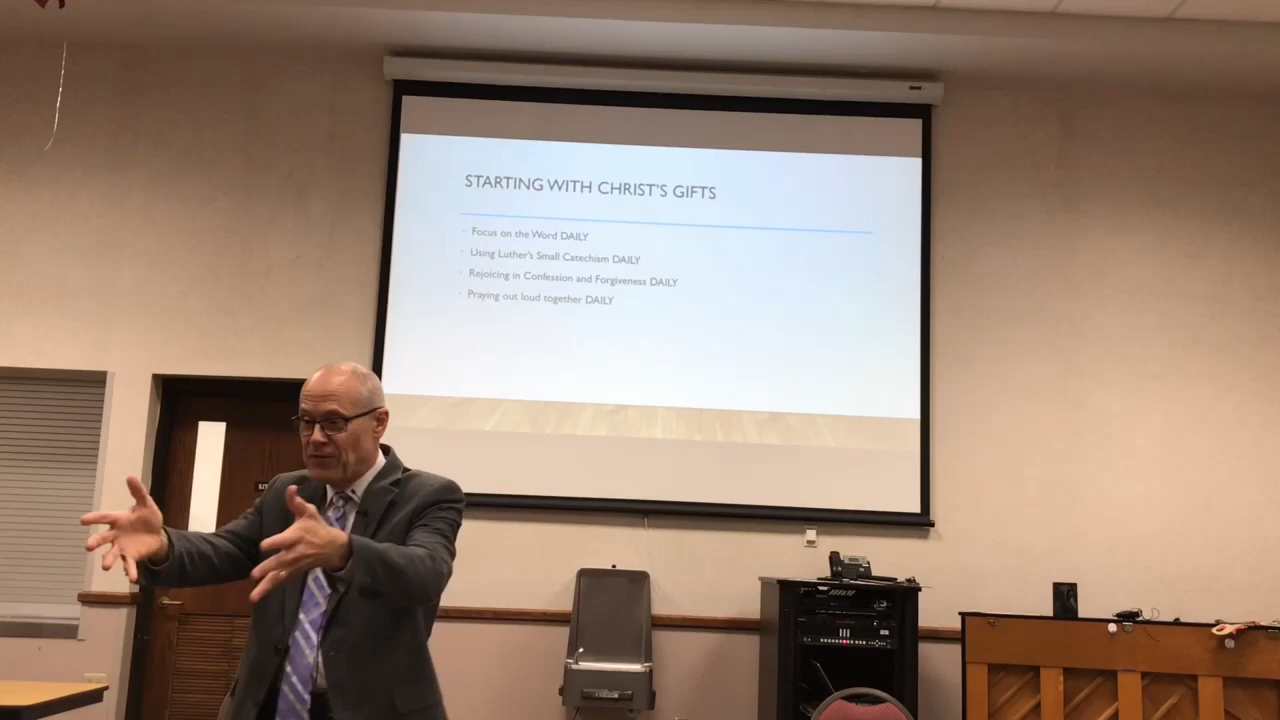 STARTING WITH CHRIST'S GIFTS
Focus on the Word DAILY
Using Luther's Small Catechism DAILY
Rejoicing in Confession and Forgiveness DAILY
Praying out loud together DAILY